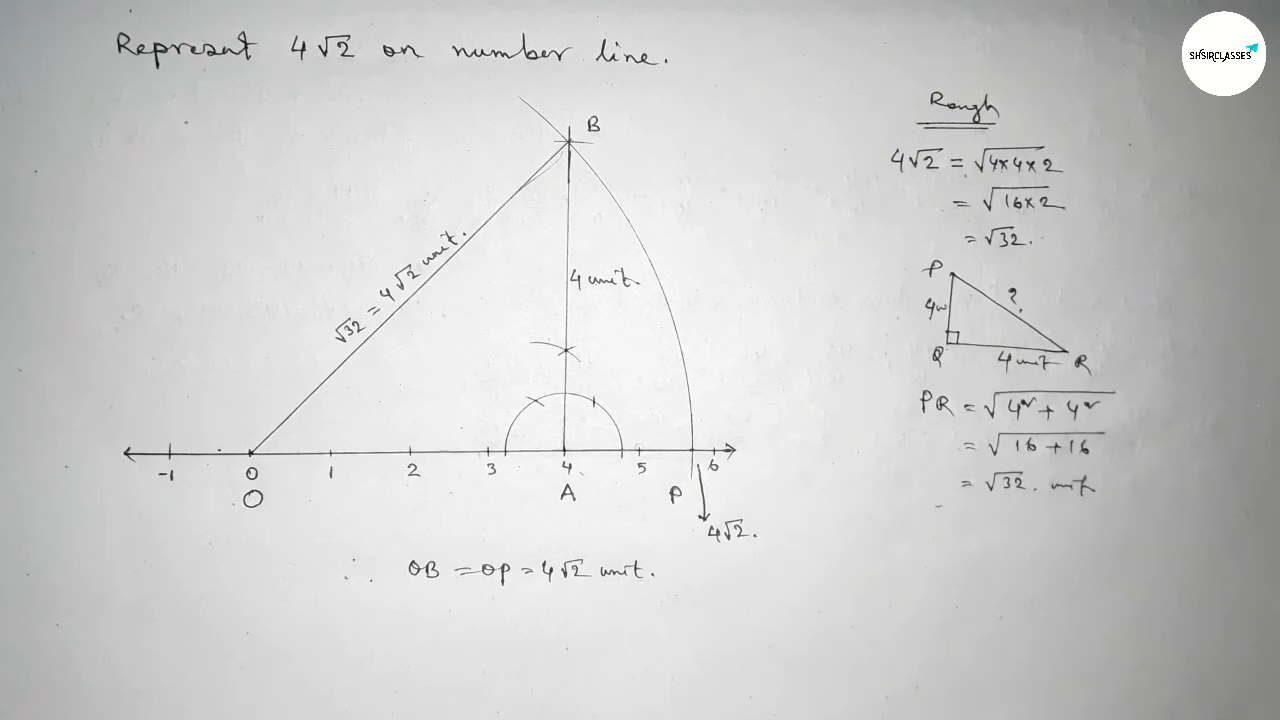 Represent 4√2 on number line.
SHSIRCLASSES
B
√32 = 4√2 unit.
4 unit.
-1 0 1 2 3 4 5 6
O A P
4√2.
∴ OB = OP = 4√2 unit.
Rough
4√2 = √4×4×2
= √16×2
= √32.
P
?
4u
Q 4 unit R
PR = √4² + 4²
= √16 + 16
= √32. unit